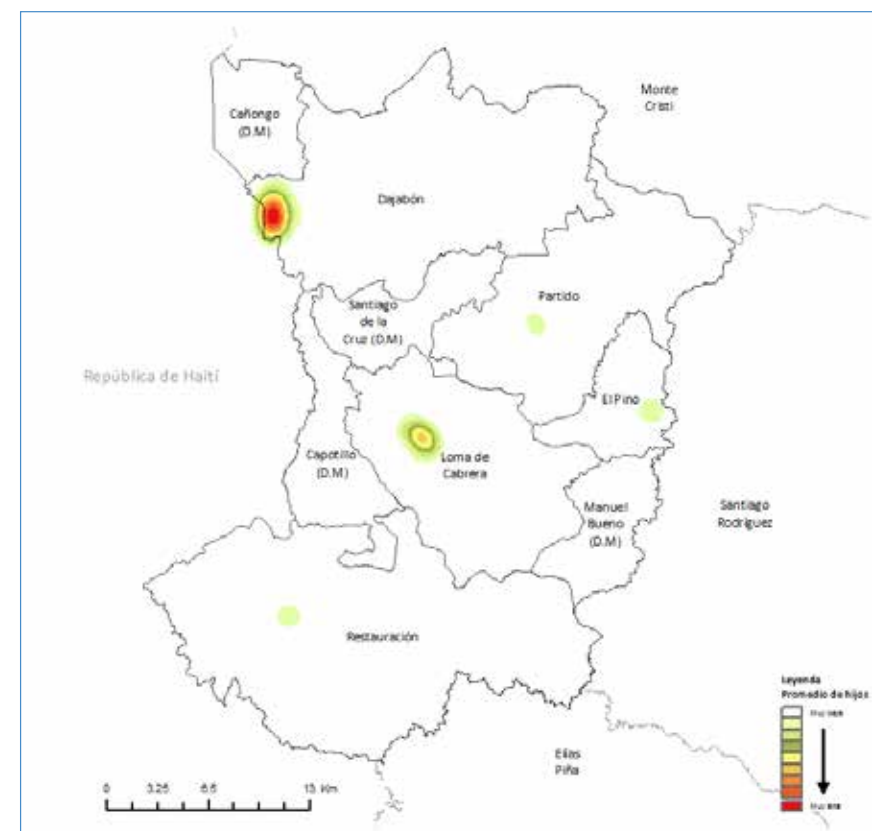 Monte
Cristi
Cañongo
(D.M)
Dajabón
Partido
Santiago
de la
Cruz (D.M)
República de Haití
El Pino
Capotillo
(D.M)
Loma de
Cabrera
Manuel
Bueno
(D.M)
Santiago
Rodríguez
Restauración
Elías
Piña
Leyenda
Promedio de hijos
0 3.25 6.5 13 Km